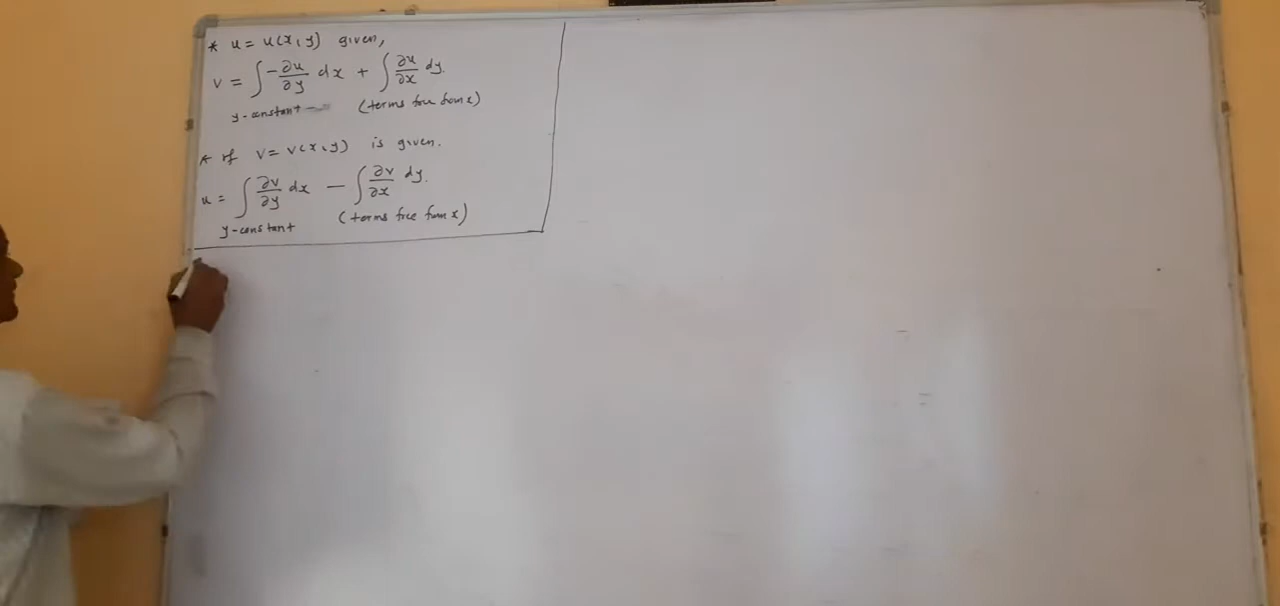 * u = u(x, y) given,
v = ∫ -∂u/∂y dx + ∫ ∂u/∂x dy.
y-constant (terms free from x)
* If v = v(x, y) is given.
u = ∫ ∂v/∂y dx - ∫ ∂v/∂x dy.
y-constant (terms free from x)